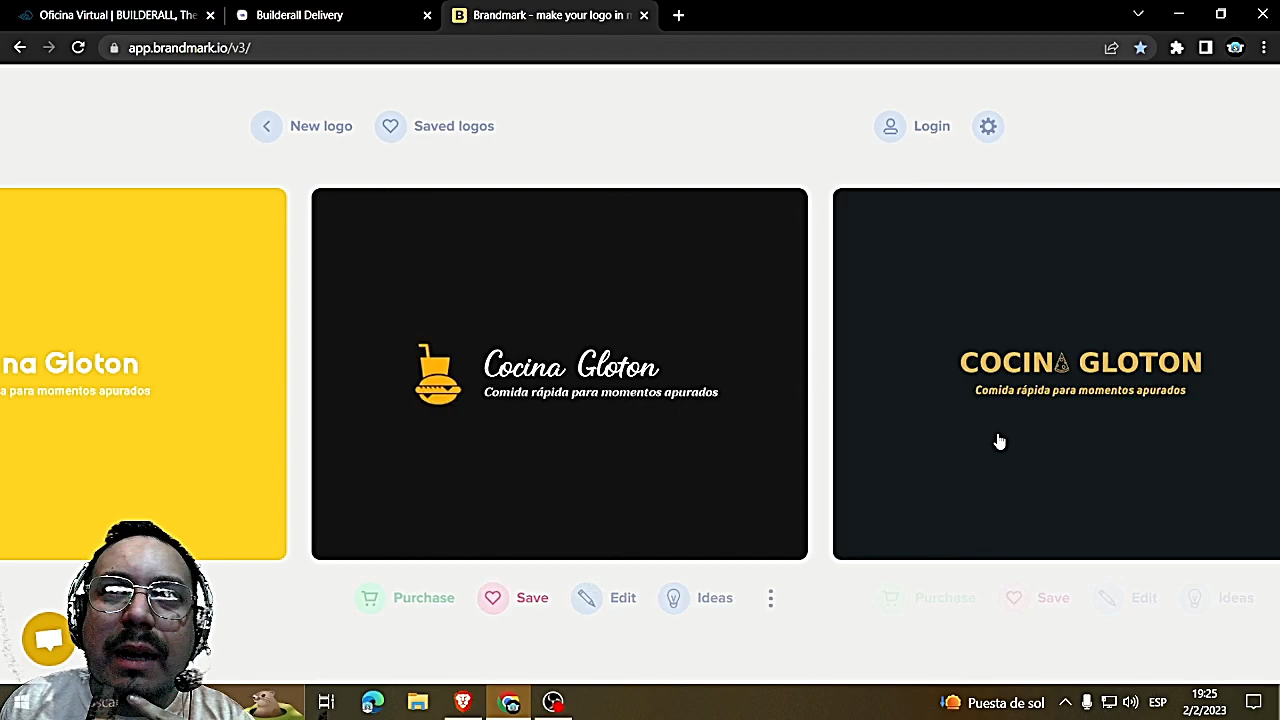 Oficina Virtual | BUILDERALL, The
Builderall Delivery
Brandmark - make your logo in n
app.brandmark.io/v3/
New logo
Saved logos
Login
na Gloton
a para momentos apurados
Cocina Gloton
Comida rápida para momentos apurados
COCINA GLOTON
Comida rápida para momentos apurados
Purchase
Save
Edit
Ideas
Purchase
Save
Edit
Ideas
Puesta de sol
ESP
19:25
2/2/2023